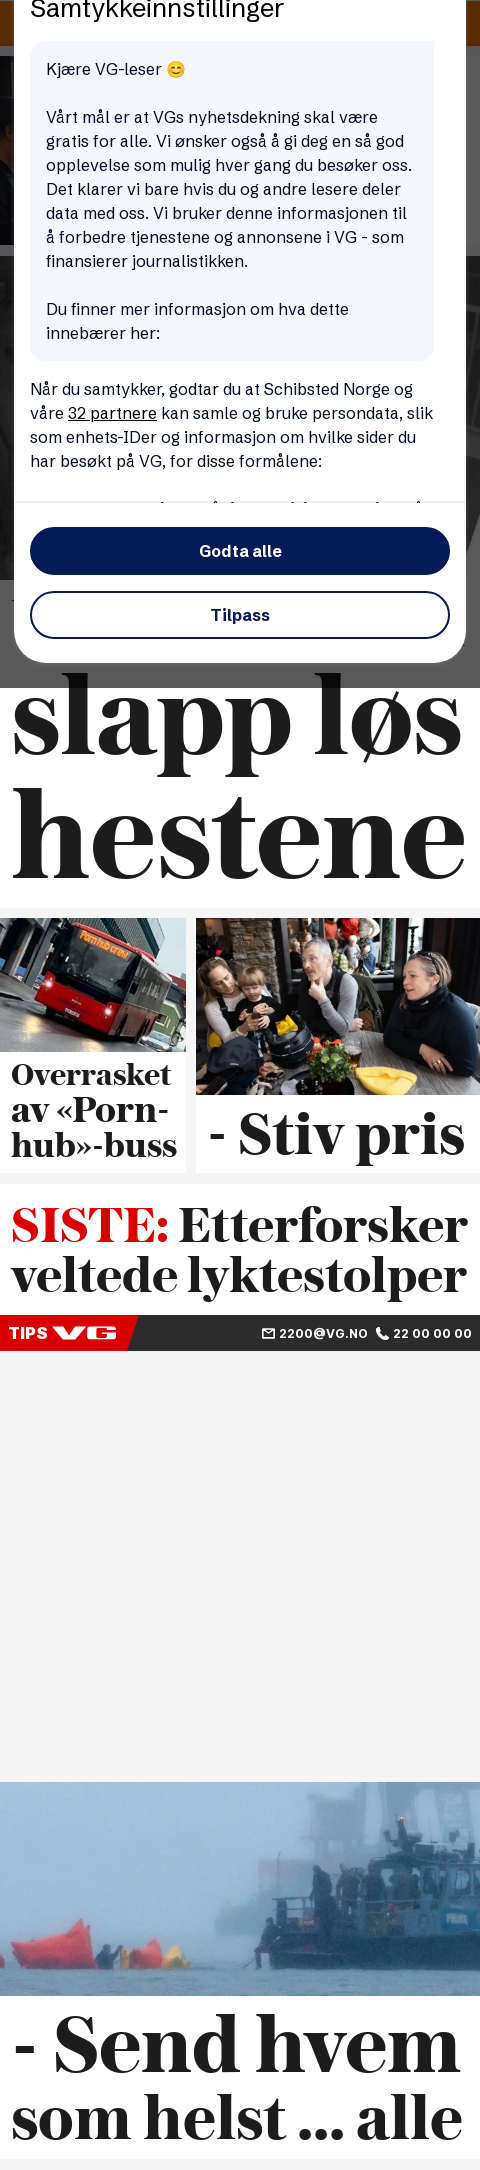 Samtykkeinnstillinger
Kjære VG-leser 😊
Vårt mål er at VGs nyhetsdekning skal være
gratis for alle. Vi ønsker også å gi deg en så god
opplevelse som mulig hver gang du besøker oss.
Det klarer vi bare hvis du og andre lesere deler
data med oss. Vi bruker denne informasjonen til
å forbedre tjenestene og annonsene i VG - som
finansierer journalistikken.
Du finner mer informasjon om hva dette
innebærer her:
Når du samtykker, godtar du at Schibsted Norge og
våre 32 partnere kan samle og bruke persondata, slik
som enhets-IDer og informasjon om hvilke sider du
har besøkt på VG, for disse formålene:
Godta alle
Tilpass
slapp løs
hestene
Pornhub crew!
Overrasket
av «Porn-
hub»-buss
- Stiv pris
SISTE: Etterforsker
veltede lyktestolper
TIPS VG 2200@VG.NO 22 00 00 00
POLICE
- Send hvem
som helst ... alle